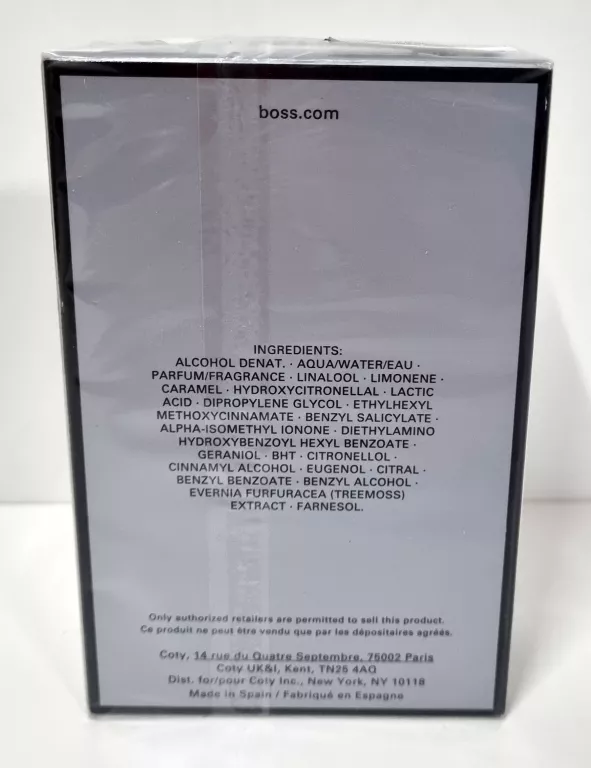 boss.com
INGREDIENTS:
ALCOHOL DENAT. · AQUA/WATER/EAU ·
PARFUM/FRAGRANCE · LINALOOL · LIMONENE ·
CARAMEL · HYDROXYCITRONELLAL · LACTIC
ACID · DIPROPYLENE GLYCOL · ETHYLHEXYL
METHOXYCINNAMATE · BENZYL SALICYLATE ·
ALPHA-ISOMETHYL IONONE · DIETHYLAMINO
HYDROXYBENZOYL HEXYL BENZOATE ·
GERANIOL · BHT · CITRONELLOL ·
CINNAMYL ALCOHOL · EUGENOL · CITRAL ·
BENZYL BENZOATE · BENZYL ALCOHOL ·
EVERNIA FURFURACEA (TREEMOSS)
EXTRACT · FARNESOL.
Only authorized retailers are permitted to sell this product.
Ce produit ne peut être vendu que par les dépositaires agréés.
Coty, 14 rue du Quatre Septembre, 75002 Paris
Coty UK&I, Kent, TN25 4AQ
Dist. for/pour Coty Inc., New York, NY 10118
Made in Spain / Fabriqué en Espagne